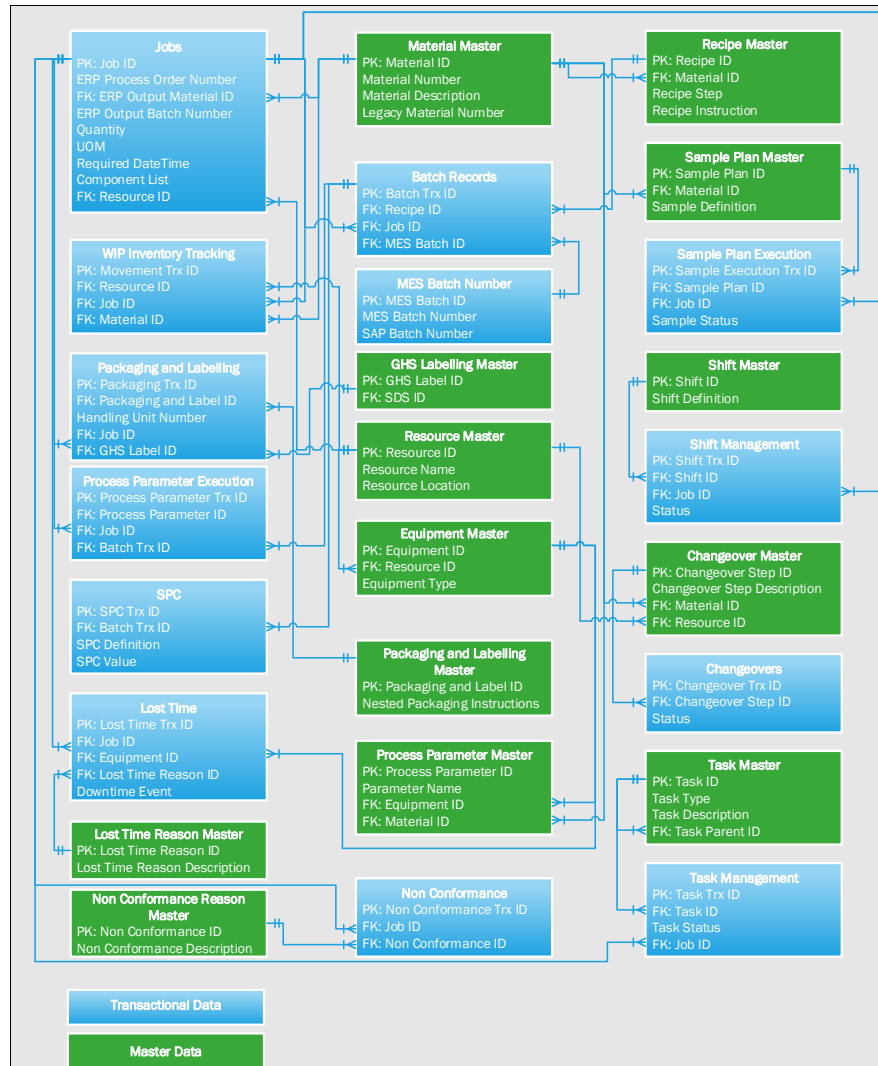 Jobs
PK: Job ID
ERP Process Order Number
FK: ERP Output Material ID
ERP Output Batch Number
Quantity
UOM
Required DateTime
Component List
FK: Resource ID
WIP Inventory Tracking
PK: Movement Trx ID
FK: Resource ID
FK: Job ID
FK: Material ID
Packaging and Labelling
PK: Packaging Trx ID
FK: Packaging and Label ID
Handling Unit Number
FK: Job ID
FK: GHS Label ID
Process Parameter Execution
PK: Process Parameter Trx ID
FK: Process Parameter ID
FK: Job ID
FK: Batch Trx ID
SPC
PK: SPC Trx ID
FK: Batch Trx ID
SPC Definition
SPC Value
Lost Time
PK: Lost Time Trx ID
FK: Job ID
FK: Equipment ID
FK: Lost Time Reason ID
Downtime Event
Lost Time Reason Master
PK: Lost Time Reason ID
Lost Time Reason Description
Non Conformance Reason
Master
PK: Non Conformance ID
Non Conformance Description
Transactional Data
Master Data
Material Master
PK: Material ID
Material Number
Material Description
Legacy Material Number
Batch Records
PK: Batch Trx ID
FK: Recipe ID
FK: Job ID
FK: MES Batch ID
MES Batch Number
PK: MES Batch ID
MES Batch Number
SAP Batch Number
GHS Labelling Master
PK: GHS Label ID
FK: SDS ID
Resource Master
PK: Resource ID
Resource Name
Resource Location
Equipment Master
PK: Equipment ID
FK: Resource ID
Equipment Type
Packaging and Labelling
Master
PK: Packaging and Label ID
Nested Packaging Instructions
Process Parameter Master
PK: Process Parameter ID
Parameter Name
FK: Equipment ID
FK: Material ID
Non Conformance
PK: Non Conformance Trx ID
FK: Job ID
FK: Non Conformance ID
Recipe Master
PK: Recipe ID
FK: Material ID
Recipe Step
Recipe Instruction
Sample Plan Master
PK: Sample Plan ID
FK: Material ID
Sample Definition
Sample Plan Execution
PK: Sample Execution Trx ID
FK: Sample Plan ID
FK: Job ID
Sample Status
Shift Master
PK: Shift ID
Shift Definition
Shift Management
PK: Shift Trx ID
FK: Shift ID
FK: Job ID
Status
Changeover Master
PK: Changeover Step ID
Changeover Step Description
FK: Material ID
FK: Resource ID
Changeovers
PK: Changeover Trx ID
FK: Changeover Step ID
Status
Task Master
PK: Task ID
Task Type
Task Description
FK: Task Parent ID
Task Management
PK: Task Trx ID
FK: Task ID
Task Status
FK: Job ID